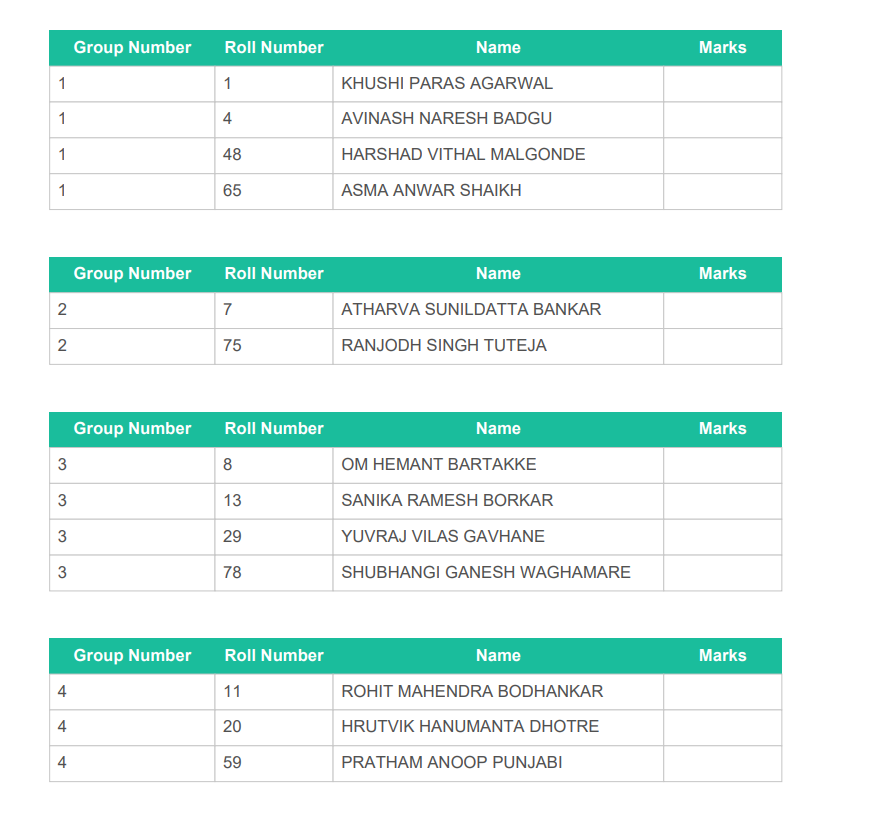 Group Number Roll Number Name Marks
1 1 KHUSHI PARAS AGARWAL
1 4 AVINASH NARESH BADGU
1 48 HARSHAD VITHAL MALGONDE
1 65 ASMA ANWAR SHAIKH
Group Number Roll Number Name Marks
2 7 ATHARVA SUNILDATTA BANKAR
2 75 RANJODH SINGH TUTEJA
Group Number Roll Number Name Marks
3 8 OM HEMANT BARTAKKE
3 13 SANIKA RAMESH BORKAR
3 29 YUVRAJ VILAS GAVHANE
3 78 SHUBHANGI GANESH WAGHAMARE
Group Number Roll Number Name Marks
4 11 ROHIT MAHENDRA BODHANKAR
4 20 HRUTVIK HANUMANTA DHOTRE
4 59 PRATHAM ANOOP PUNJABI